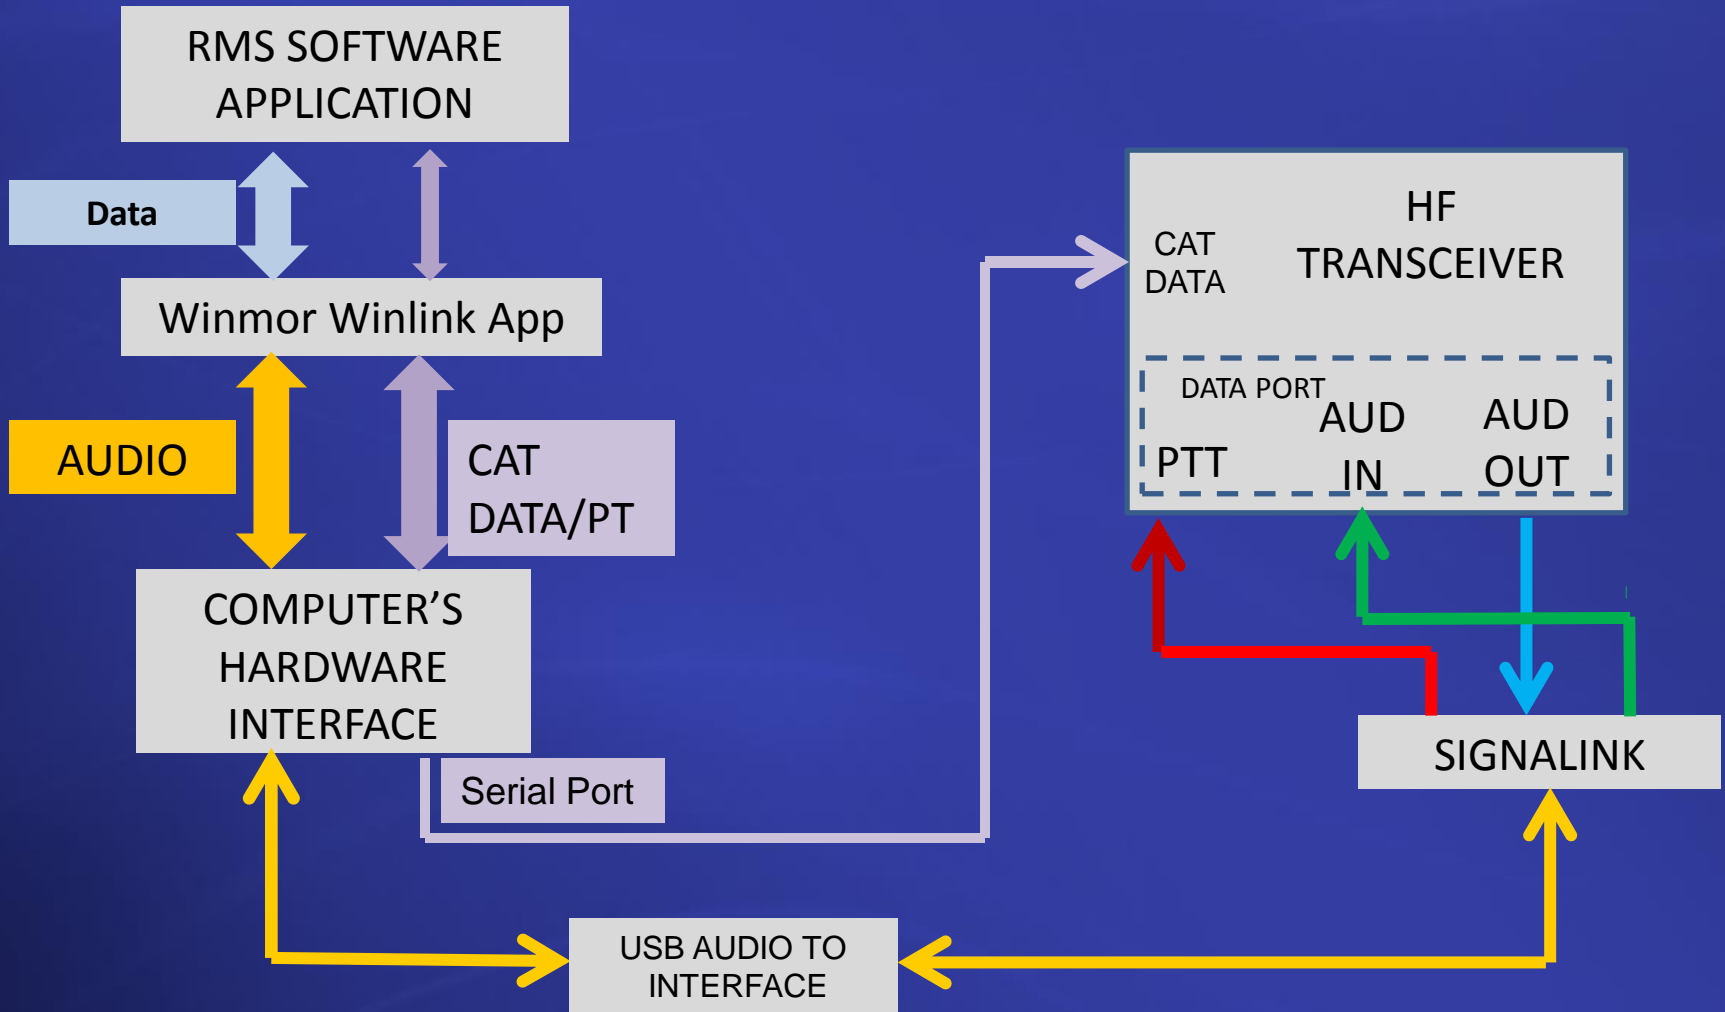 RMS SOFTWARE
APPLICATION
Data
Winmor Winlink App
AUDIO
CAT
DATA/PT
COMPUTER’S
HARDWARE
INTERFACE
Serial Port
USB AUDIO TO
INTERFACE
HF
TRANSCEIVER
CAT
DATA
DATA PORT
PTT
AUD
IN
AUD
OUT
SIGNALINK